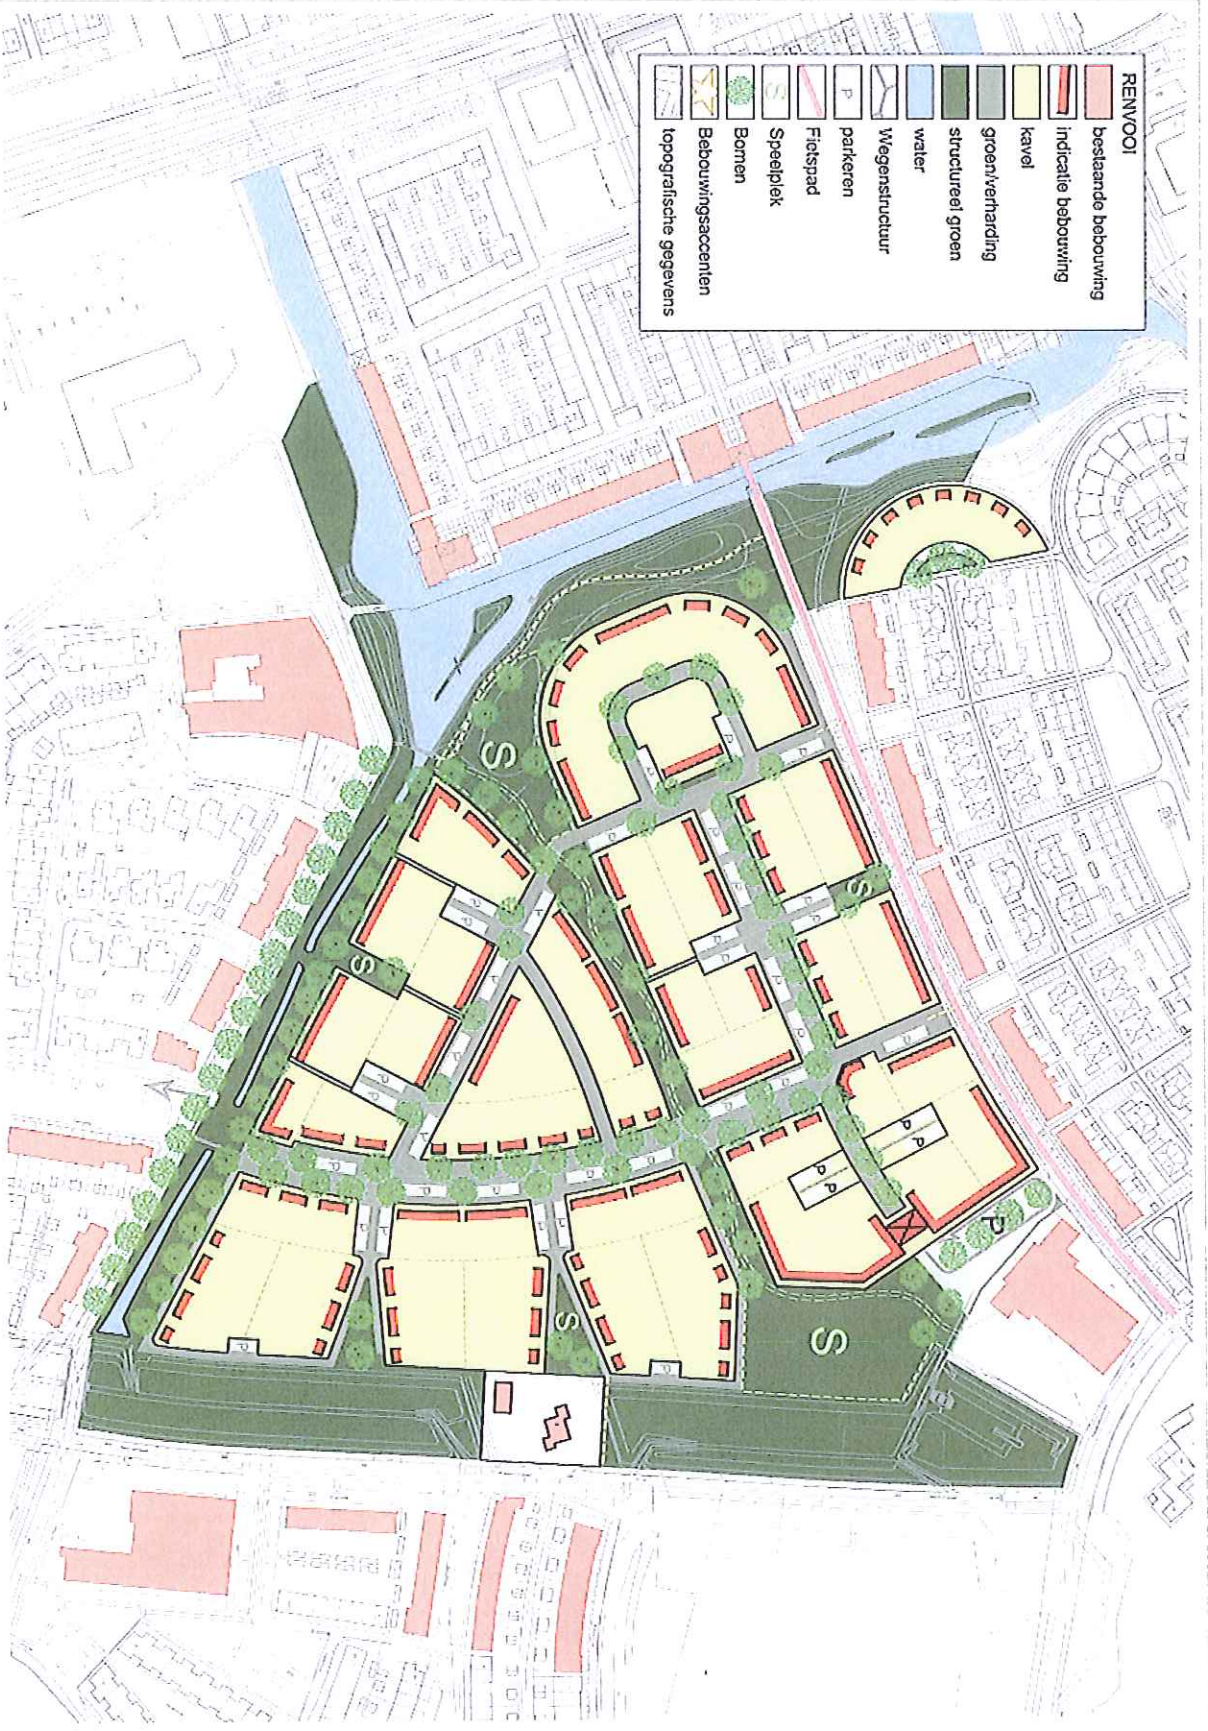 RENVOOI
bestaande bebouwing
indicatie bebouwing
kavel
groen/verharding
structureel groen
water
Wegenstructuur
P parkeren
Fietspad
S Speelplek
Bomen
Bebouwingsaccenten
topografische gegevens
S
S
S
S
S
P
P P
P P